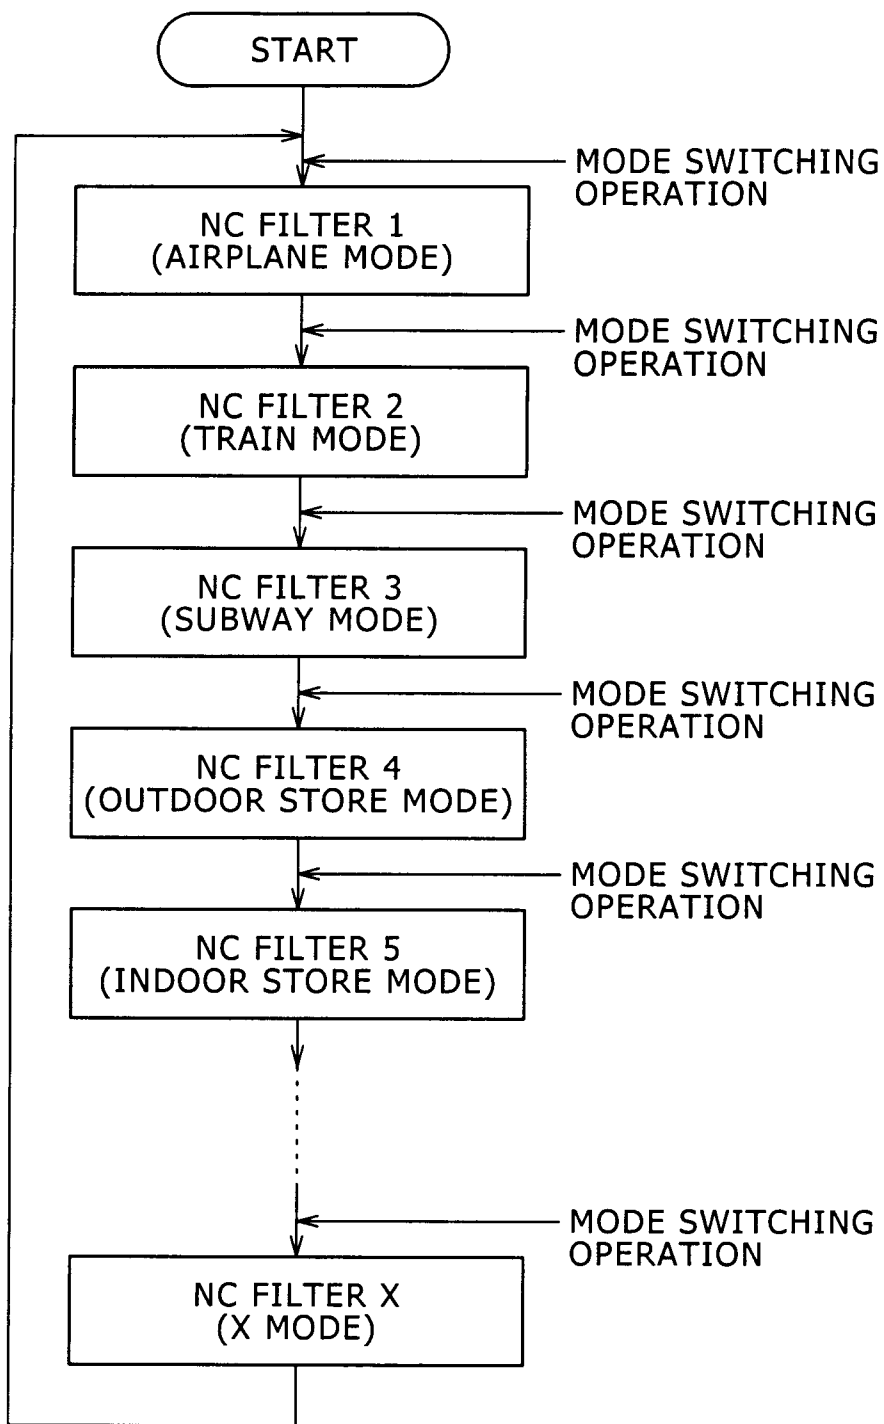 START
MODE SWITCHING
OPERATION
NC FILTER 1
(AIRPLANE MODE)
MODE SWITCHING
OPERATION
NC FILTER 2
(TRAIN MODE)
MODE SWITCHING
OPERATION
NC FILTER 3
(SUBWAY MODE)
MODE SWITCHING
OPERATION
NC FILTER 4
(OUTDOOR STORE MODE)
MODE SWITCHING
OPERATION
NC FILTER 5
(INDOOR STORE MODE)
MODE SWITCHING
OPERATION
NC FILTER X
(X MODE)